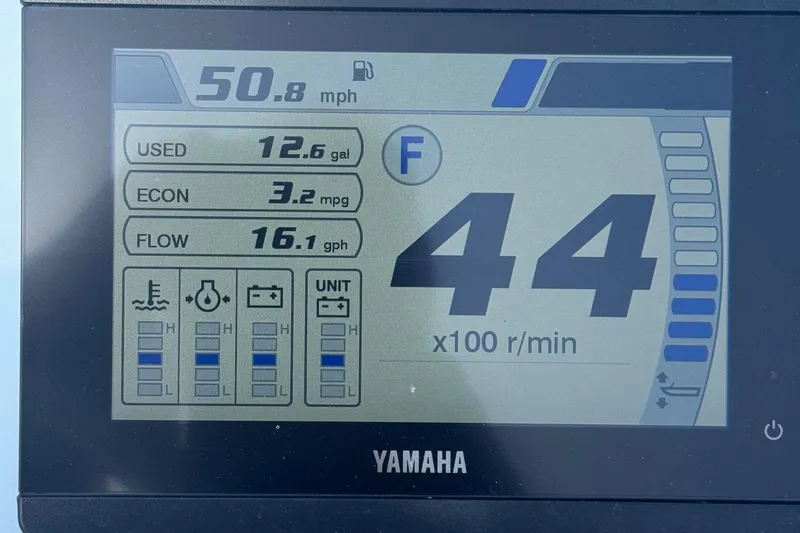 50.8 mph
USED 12.6 gal
F
ECON 3.2 mpg
FLOW 16.1 gph
44
x100 r/min
UNIT
H H H
L L L
YAMAHA